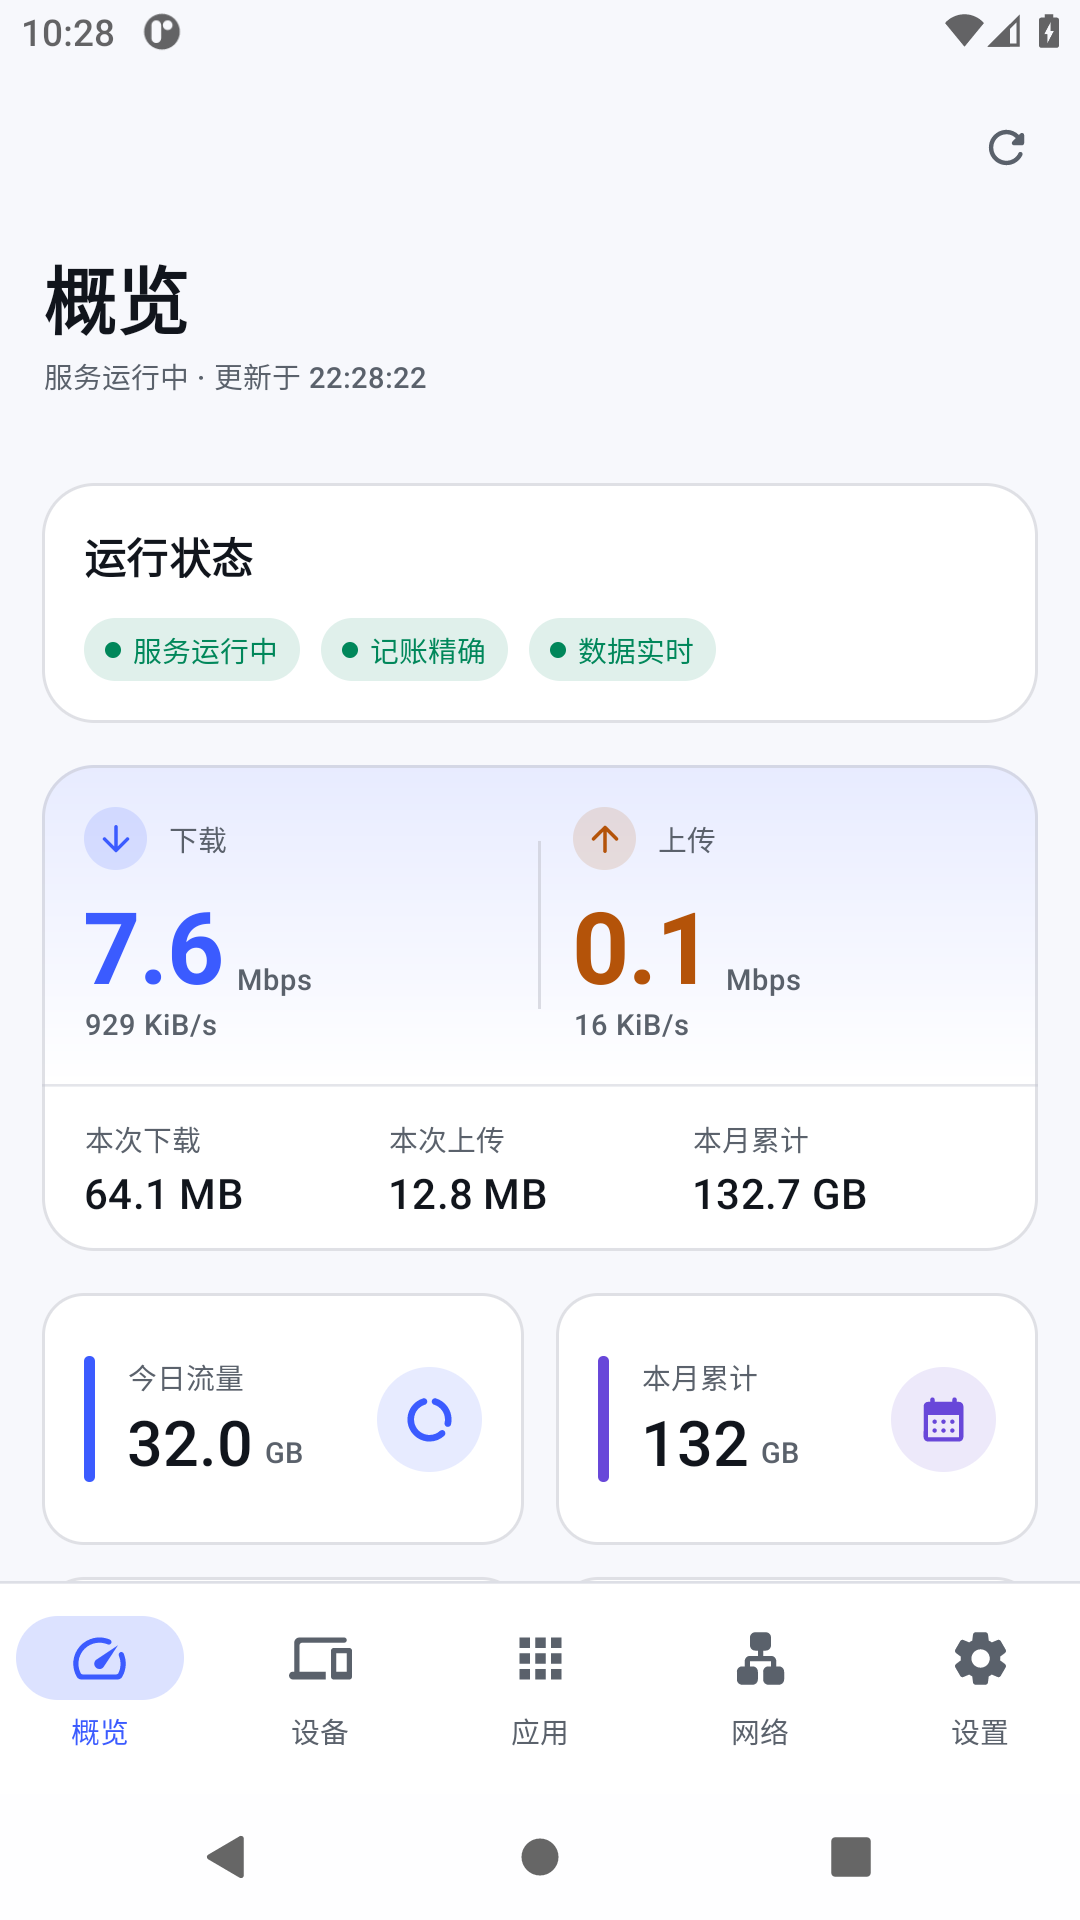 10:28
概览
服务运行中 · 更新于 22:28:22
运行状态
服务运行中 记账精确 数据实时
下载 上传
7.6 Mbps 0.1 Mbps
929 KiB/s 16 KiB/s
本次下载 本次上传 本月累计
64.1 MB 12.8 MB 132.7 GB
今日流量 本月累计
32.0 GB 132 GB
概览 设备 应用 网络 设置